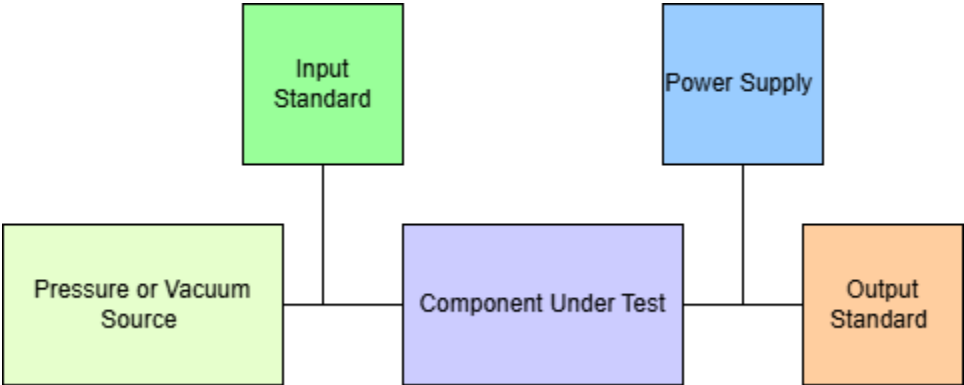 Input
Standard
Power Supply
Pressure or Vacuum
Source
Component Under Test
Output
Standard